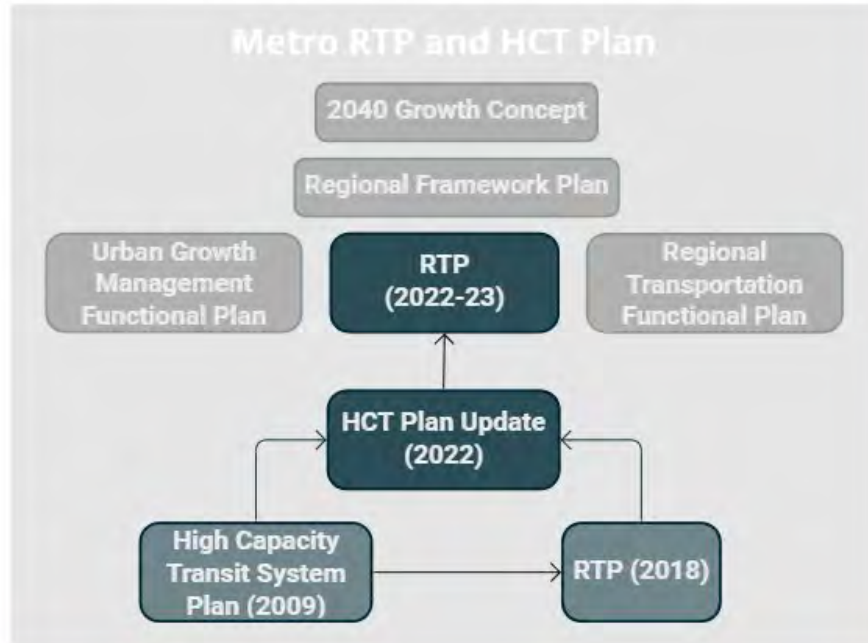 Metro RTP and HCT Plan
2040 Growth Concept
Regional Framework Plan
Urban Growth
Management
Functional Plan
RTP
(2022-23)
Regional
Transportation
Functional Plan
HCT Plan Update
(2022)
High Capacity
Transit System
Plan (2009)
RTP (2018)